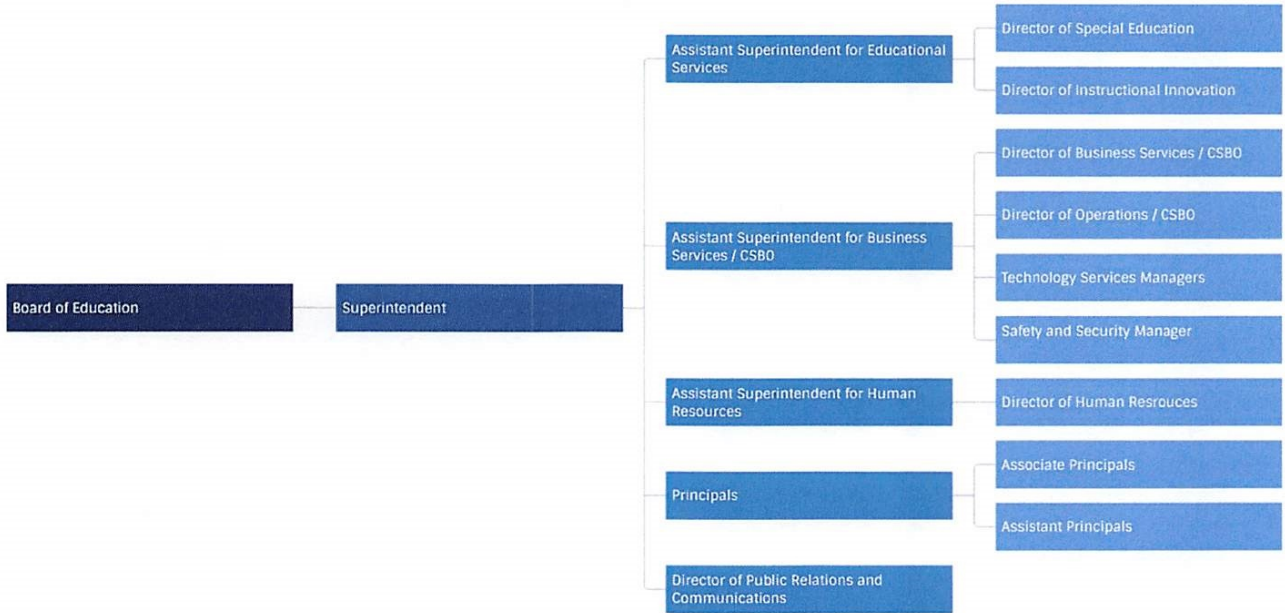 Board of Education
Superintendent
Assistant Superintendent for Educational
Services
Director of Special Education
Director of Instructional Innovation
Assistant Superintendent for Business
Services / CSBO
Director of Business Services / CSBO
Director of Operations / CSBO
Technology Services Managers
Safety and Security Manager
Assistant Superintendent for Human
Resources
Director of Human Resrouces
Principals
Associate Principals
Assistant Principals
Director of Public Relations and
Communications